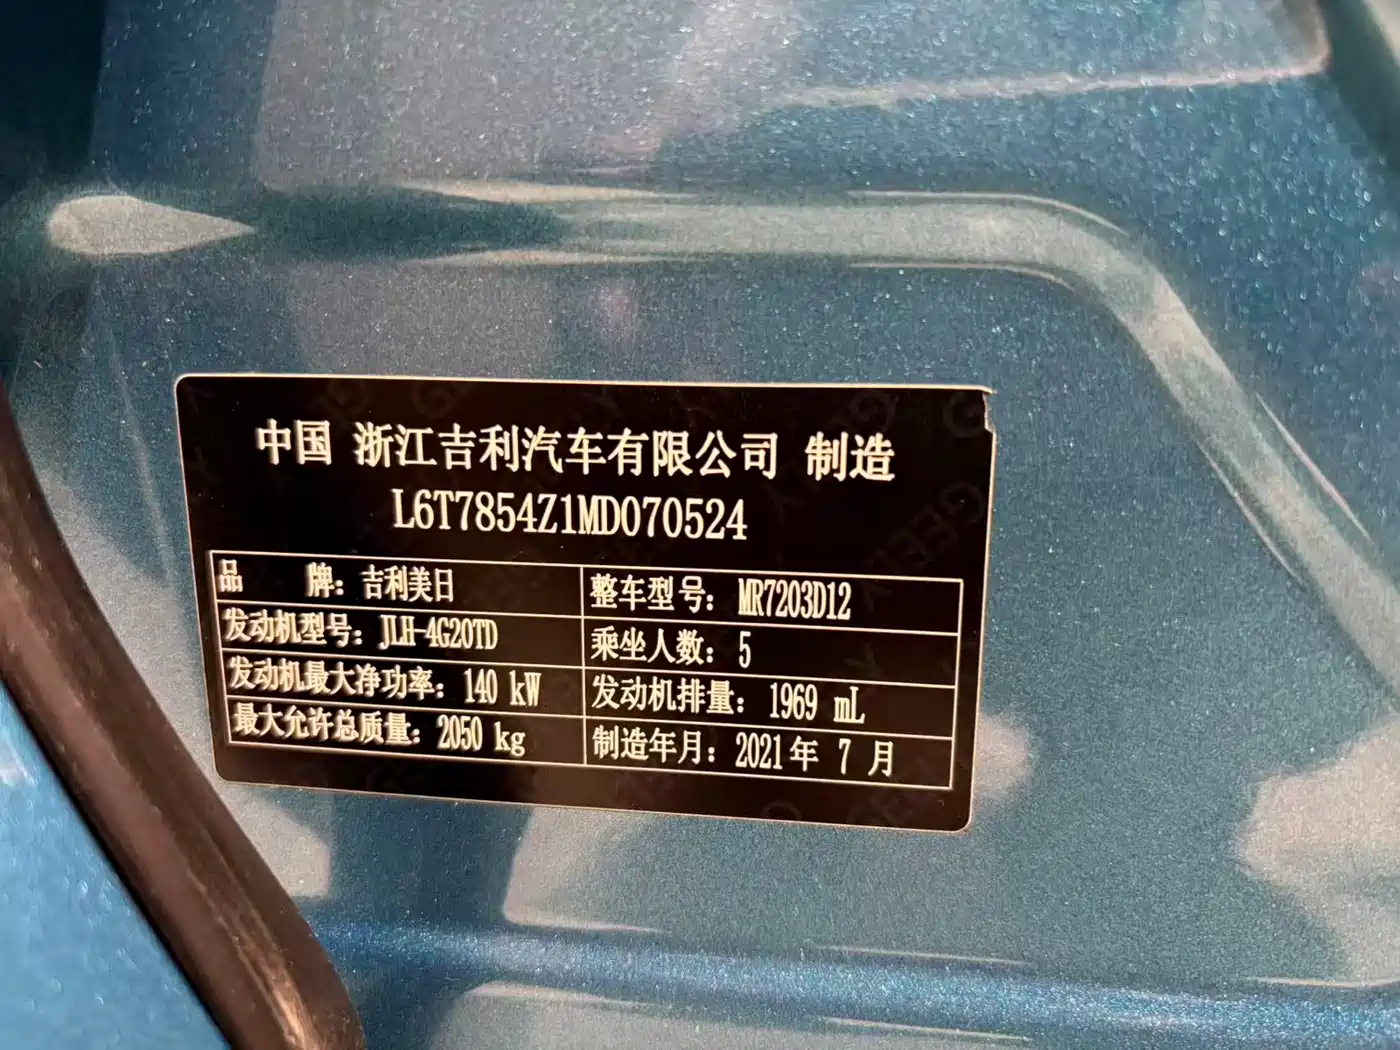 中国 浙江吉利汽车有限公司 制造
L6T7854Z1MD070524
品 牌：吉利美日 整车型号：MR7203D12
发动机型号：JLH-4G20TD 乘坐人数：5
发动机最大净功率：140 kW 发动机排量：1969 mL
最大允许总质量：2050 kg 制造年月：2021年 7 月